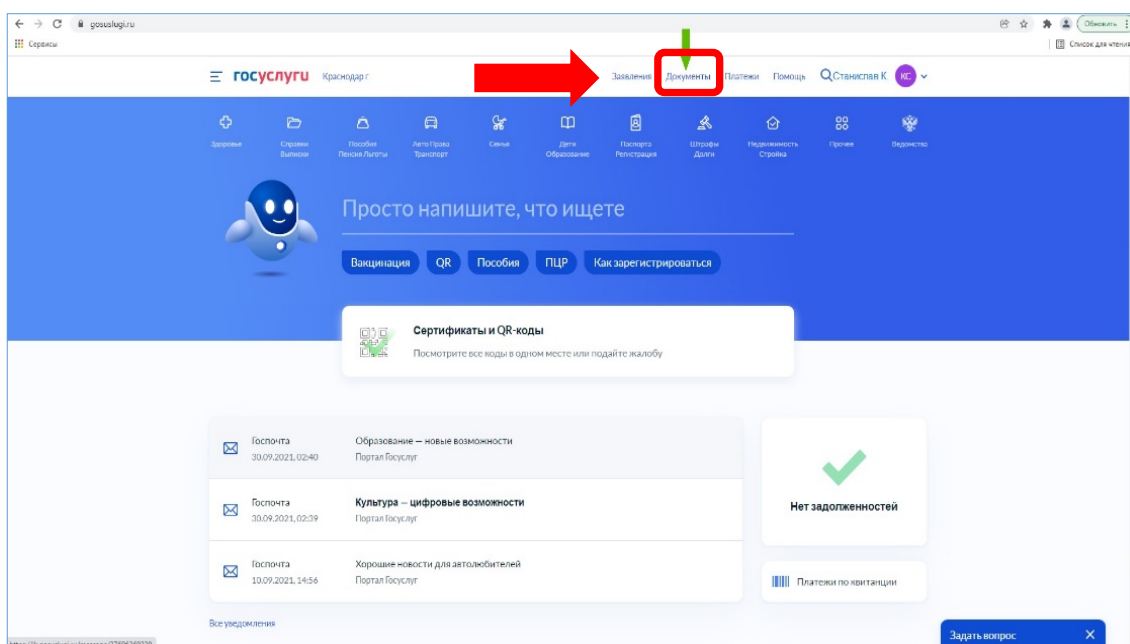 gosuslugi.ru
Обновить
Сервисы
Список для чтения
госуслуги Краснодар г
Заявления Документы Платежи Помощь Станислав К. КС
Здоровье
Справки Выписки
Пособия Пенсия Льготы
Авто Права Транспорт
Семья
Дети Образование
Паспорта Регистрация
Штрафы Долги
Недвижимость Стройка
Прочее
Ведомство
Просто напишите, что ищете
Вакцинация QR Пособия ПЦР Как зарегистрироваться
Сертификаты и QR-коды
Посмотрите все коды в одном месте или подайте жалобу
Госпочта Образование — новые возможности
30.09.2021, 02:40 Портал Госуслуг
Госпочта Культура — цифровые возможности
30.09.2021, 02:39 Портал Госуслуг
Госпочта Хорошие новости для автолюбителей
10.09.2021, 14:56 Портал Госуслуг
Нет задолженностей
Платежи по квитанции
Все уведомления
Задать вопрос